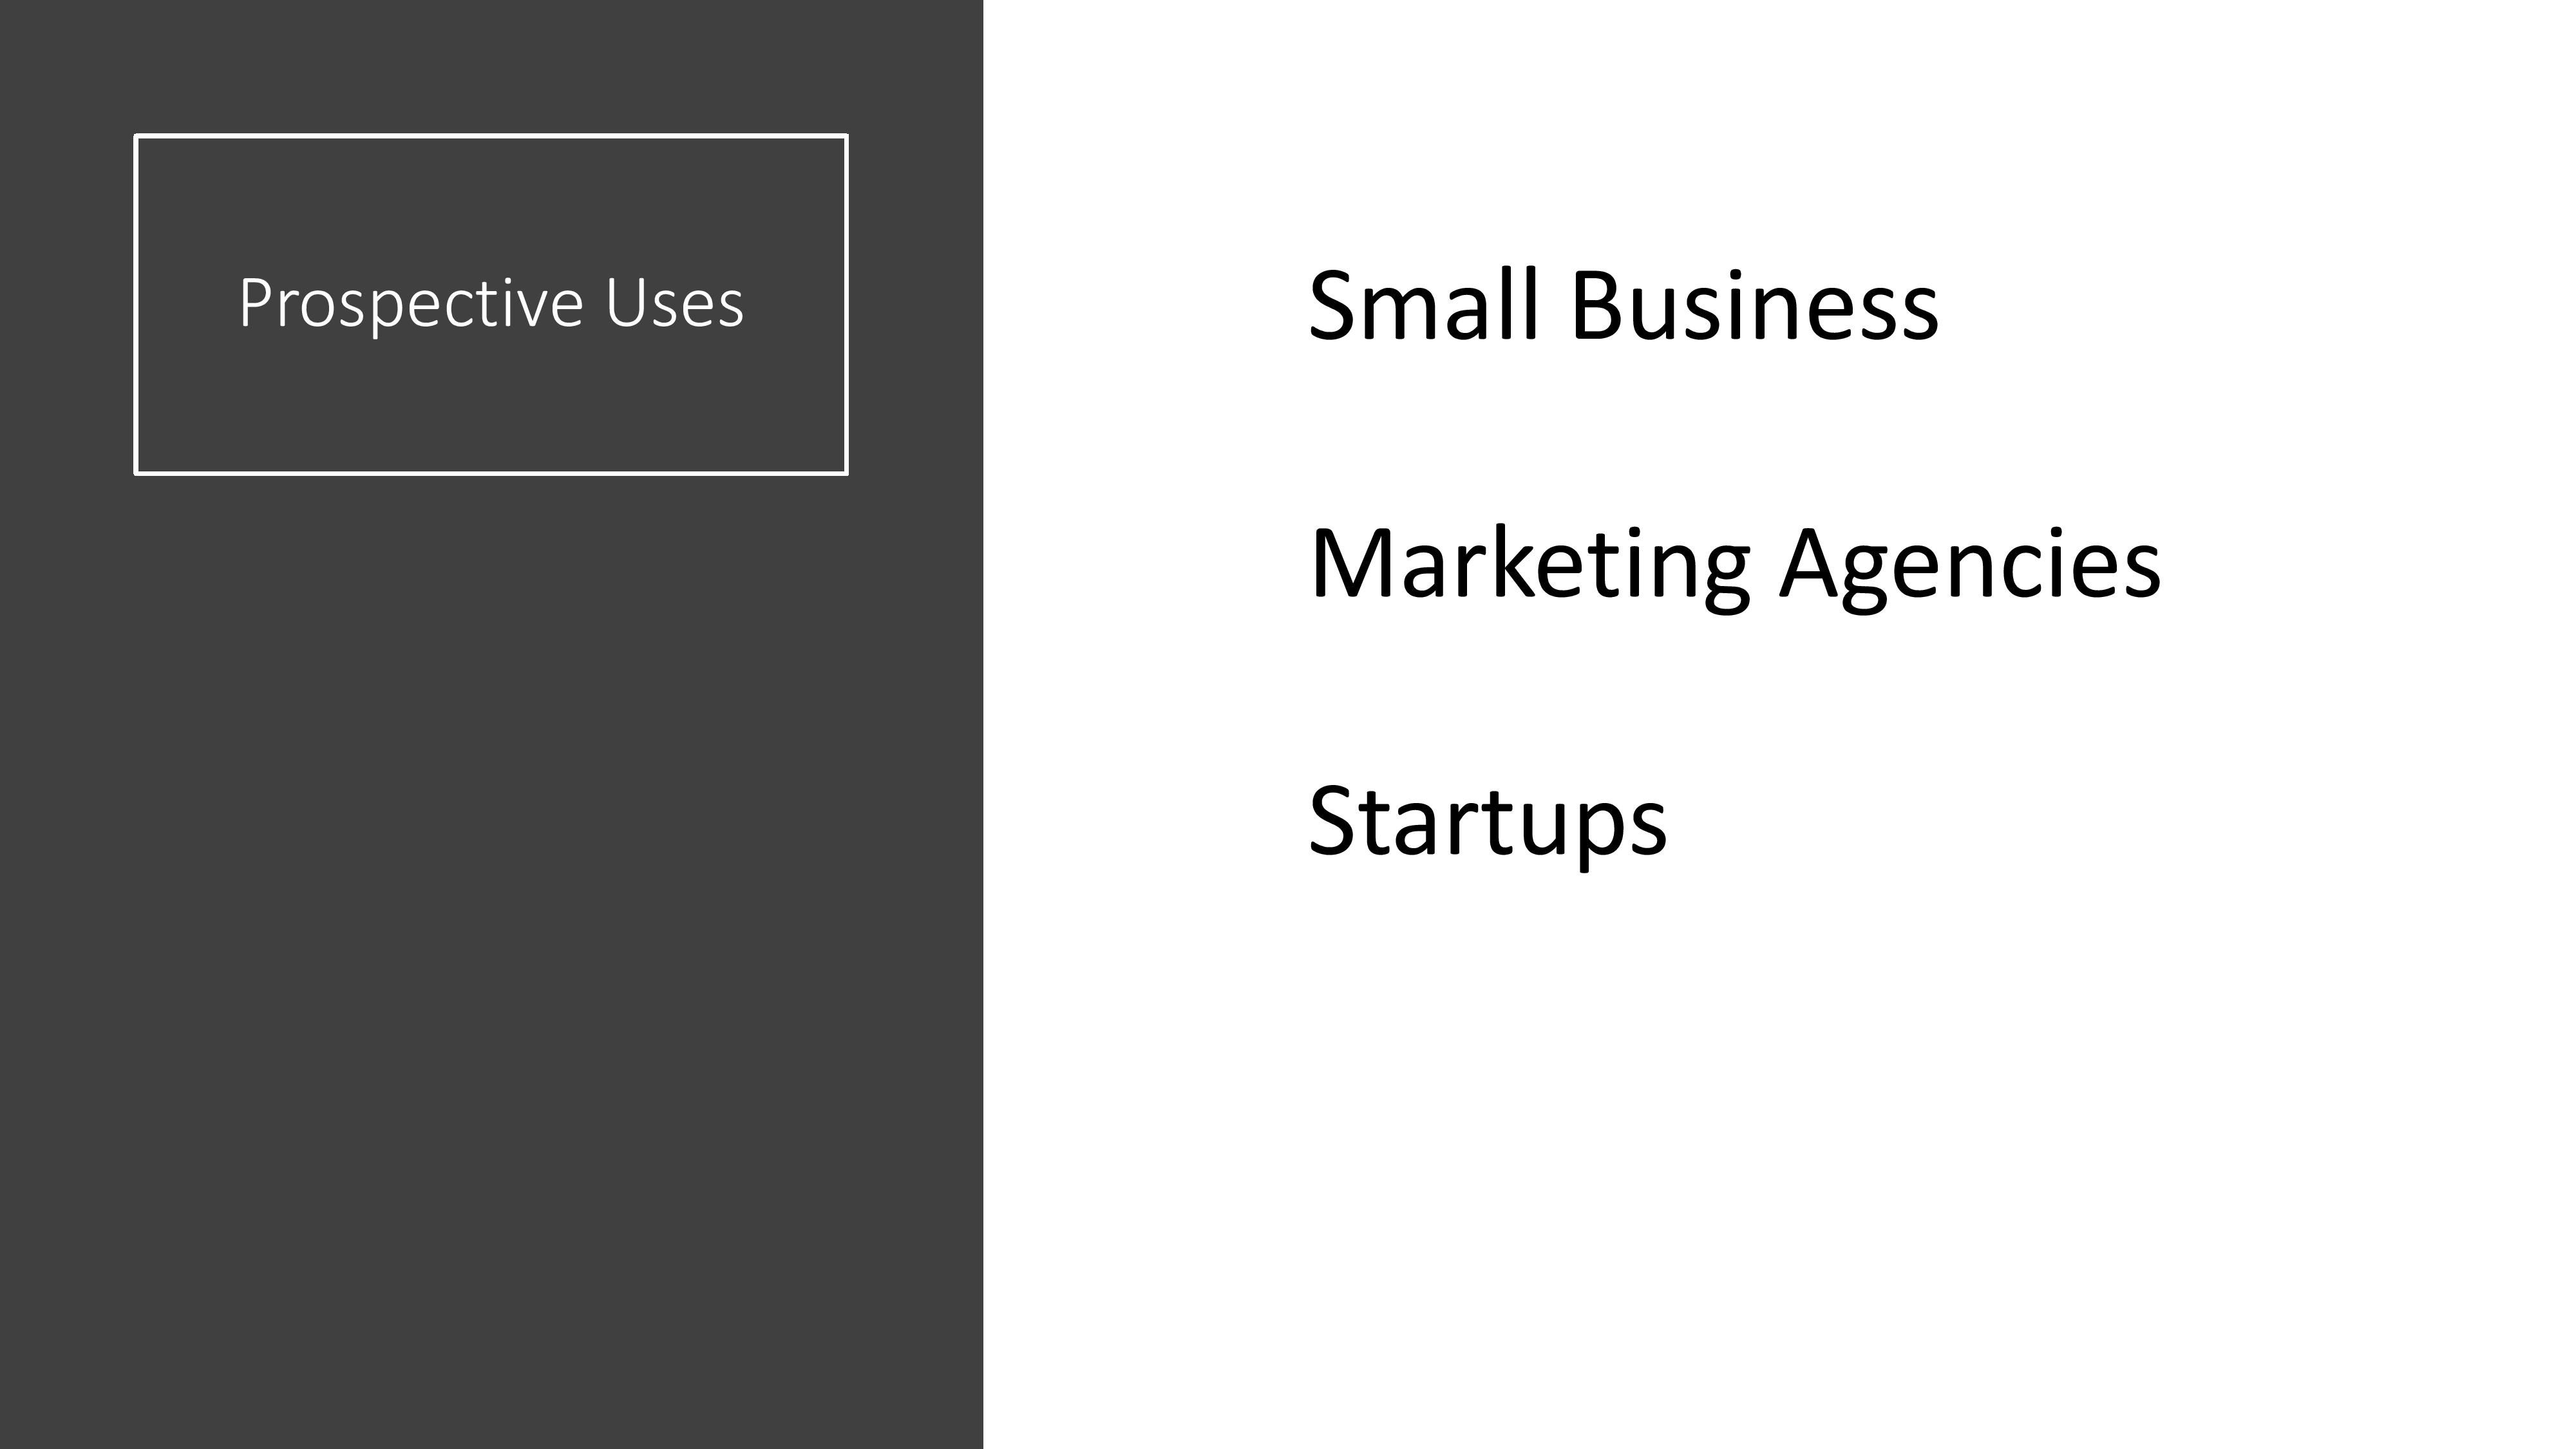 Prospective Uses
Small Business
Marketing Agencies
Startups